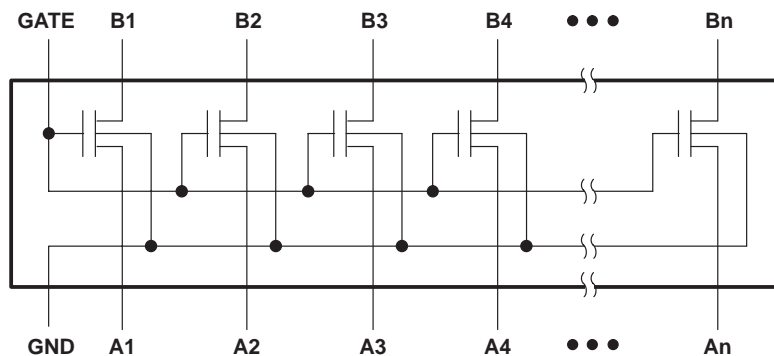 GATE B1 B2 B3 B4 ••• Bn
GND A1 A2 A3 A4 ••• An